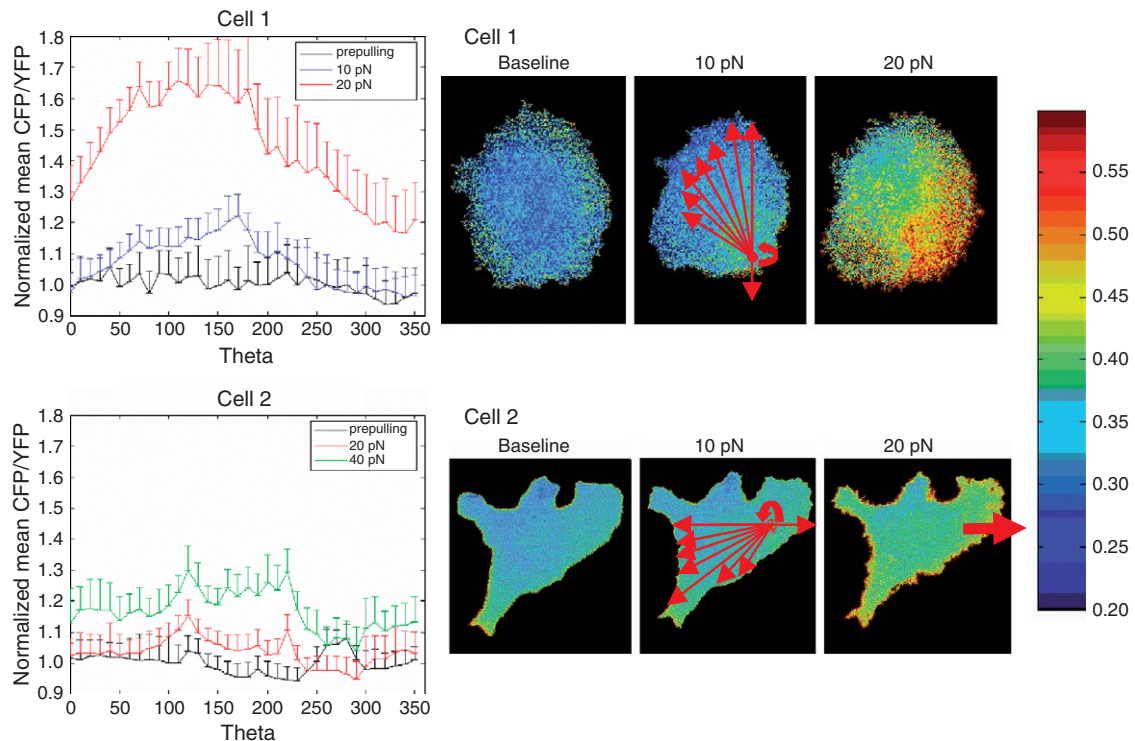 Cell 1
1.8
1.7
1.6
1.5
1.4
1.3
1.2
1.1
1.0
0.9
Normalized mean CFP/YFP
prepulling
10 pN
20 pN
0 50 100 150 200 250 300 350
Theta
Cell 1
Baseline 10 pN 20 pN
Cell 2
1.8
1.7
1.6
1.5
1.4
1.3
1.2
1.1
1.0
0.9
Normalized mean CFP/YFP
prepulling
20 pN
40 pN
0 50 100 150 200 250 300 350
Theta
Cell 2
Baseline 10 pN 20 pN
0.55
0.50
0.45
0.40
0.35
0.30
0.25
0.20